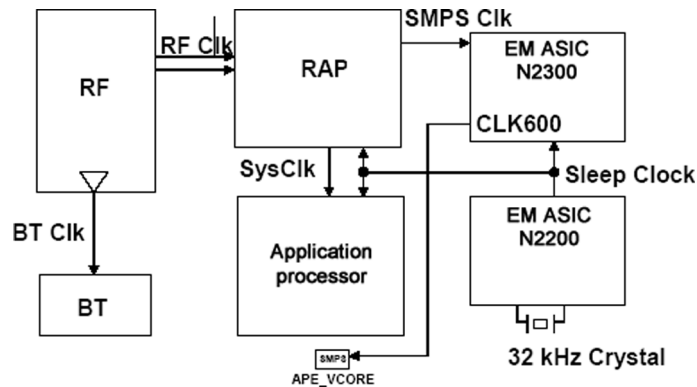 SMPS Clk
RF Clk
RF
RAP
EM ASIC
N2300
CLK600
SysClk
Sleep Clock
BT Clk
Application
processor
EM ASIC
N2200
BT
SMPS
APE_VCORE
32 kHz Crystal